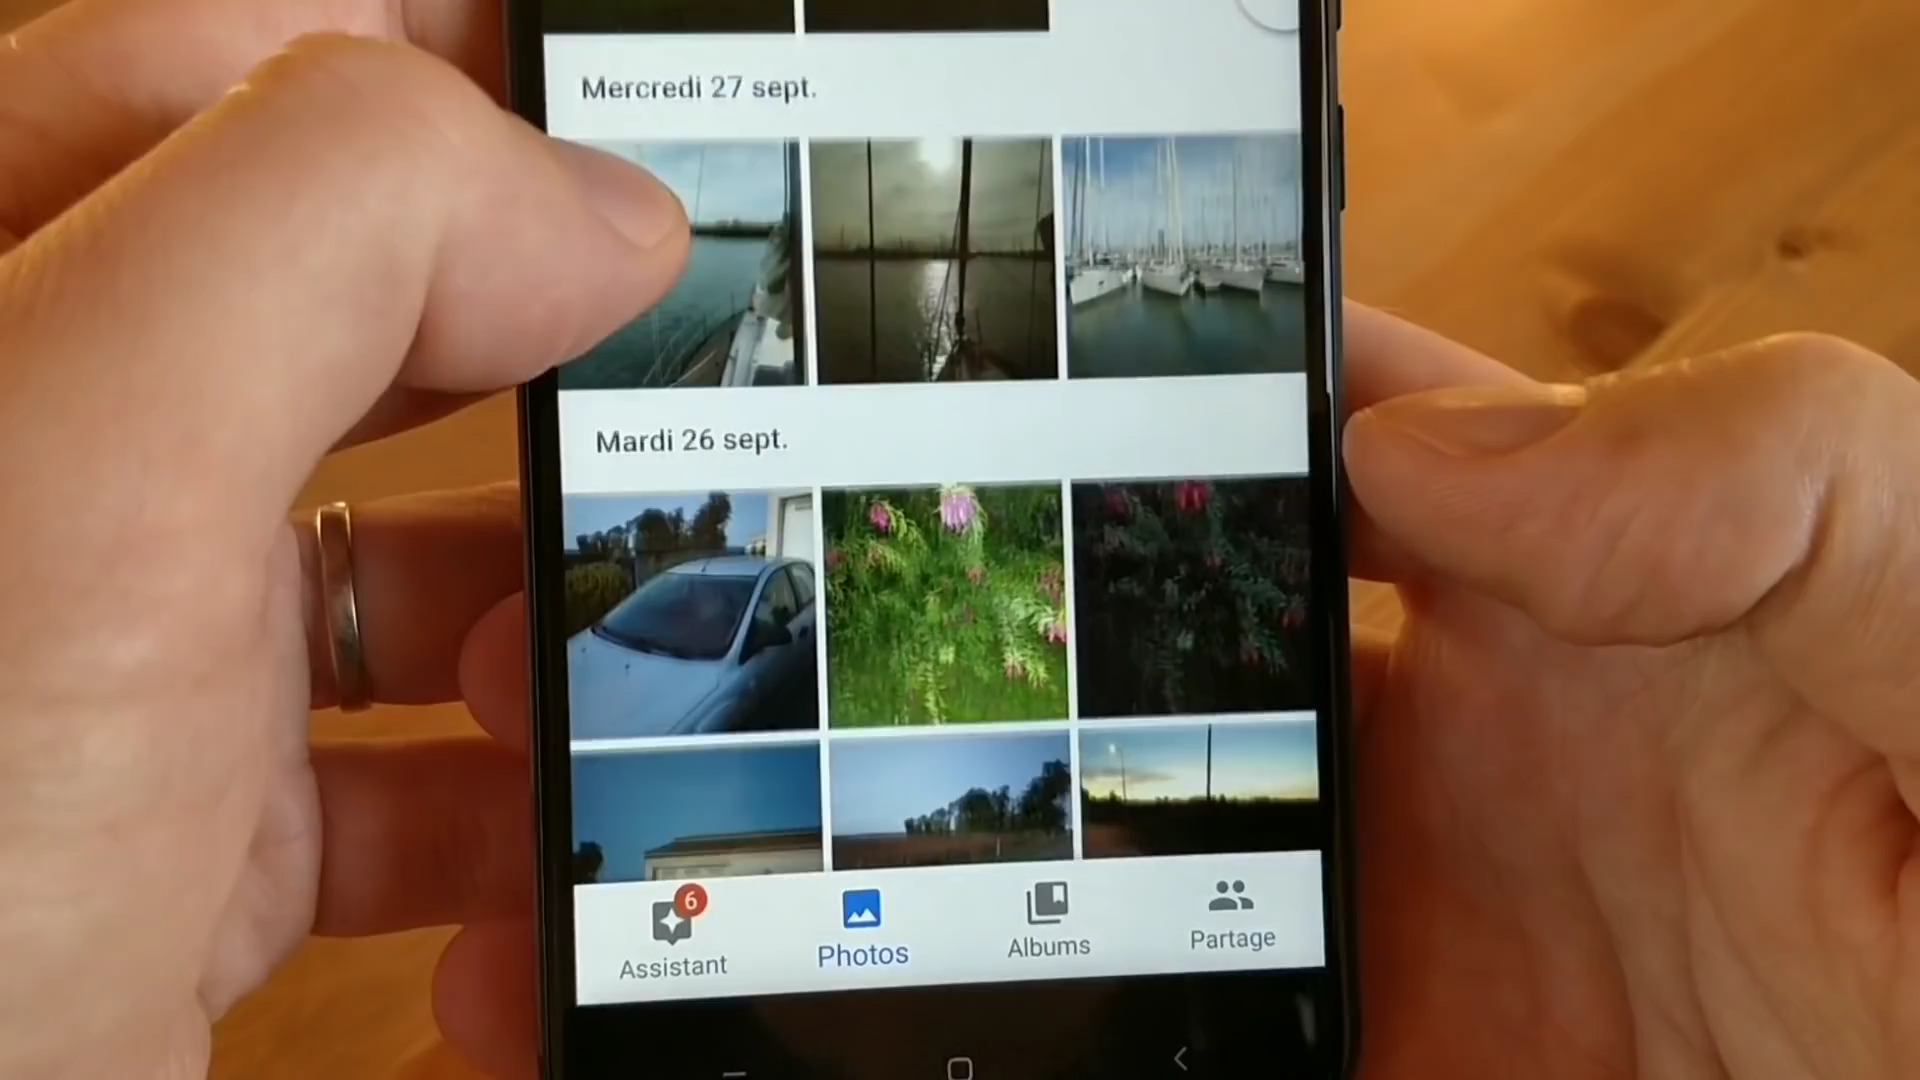 Mercredi 27 sept.
Mardi 26 sept.
6
Assistant
Photos
Albums
Partage